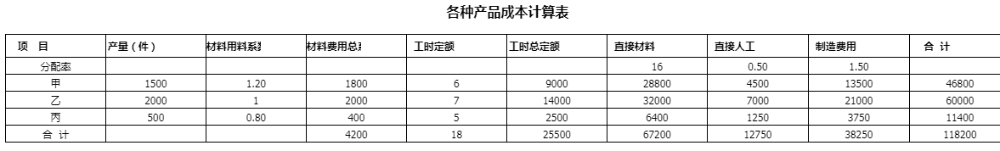 各种产品成本计算表
项 目 产量（件） 材料用料系 材料费用总 工时定额 工时总定额 直接材料 直接人工 制造费用 合 计
分配率 16 0.50 1.50
甲 1500 1.20 1800 6 9000 28800 4500 13500 46800
乙 2000 1 2000 7 14000 32000 7000 21000 60000
丙 500 0.80 400 5 2500 6400 1250 3750 11400
合 计 4200 18 25500 67200 12750 38250 118200